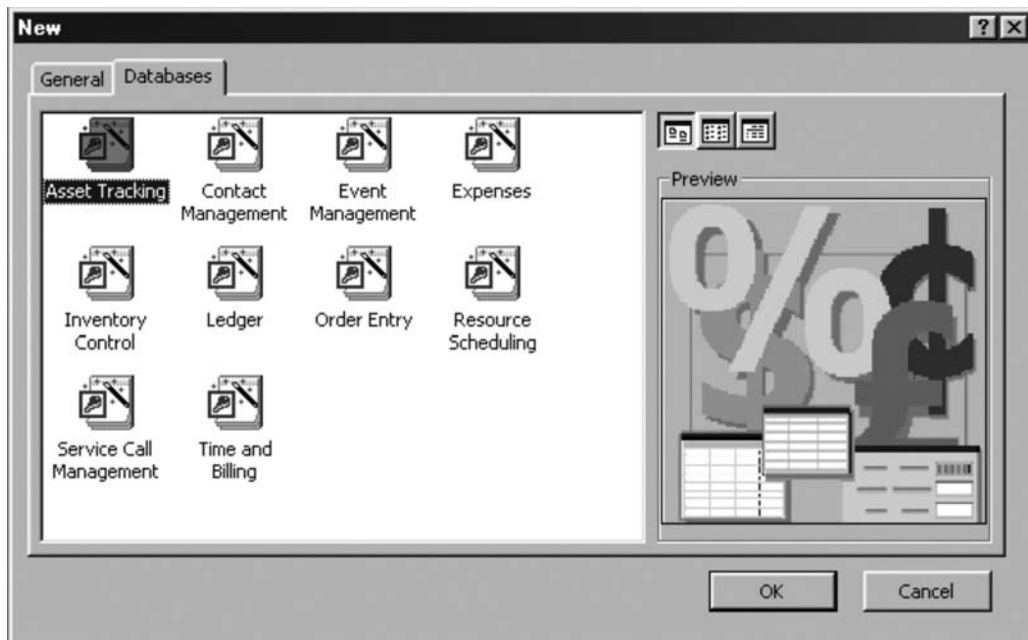 New
General
Databases
Asset Tracking
Contact
Management
Event
Management
Expenses
Inventory
Control
Ledger
Order Entry
Resource
Scheduling
Service Call
Management
Time and
Billing
Preview
% $ ¢ £
OK
Cancel